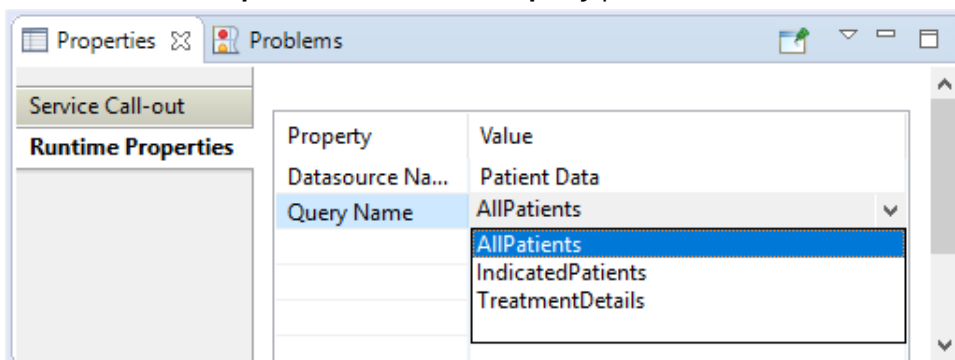 Properties Problems
Service Call-out
Runtime Properties
Property Value
Datasource Na... Patient Data
Query Name AllPatients
AllPatients
IndicatedPatients
TreatmentDetails